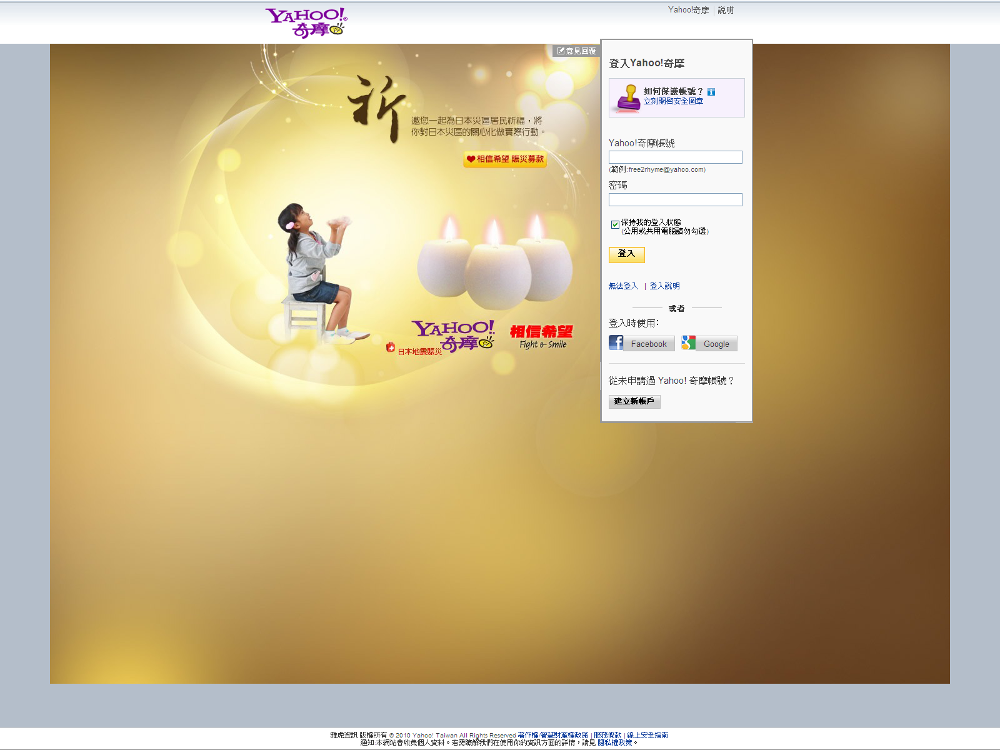 YAHOO!® 奇摩
Yahoo!奇摩 | 說明
意見回覆
祈
邀您一起為日本災區居民祈福，將
你對日本災區的關心化做實際行動。
相信希望 賑災募款
YAHOO! 奇摩
日本地震賑災
相信希望
Fight & Smile
登入Yahoo!奇摩
如何保護帳號？
立刻開啓安全圖章
Yahoo!奇摩帳號
(範例:free2rhyme@yahoo.com)
密碼
保持我的登入狀態
(公用或共用電腦請勿勾選)
登入
無法登入 | 登入說明
或者
登入時使用:
Facebook Google
從未申請過 Yahoo! 奇摩帳號？
建立新帳戶
雅虎資訊 版權所有 © 2010 Yahoo! Taiwan All Rights Reserved 著作權/智慧財產權政策 | 服務條款 | 線上安全指南
通知:本網站會收集個人資料。若需瞭解我們在使用你的資訊方面的詳情，請見 隱私權政策。